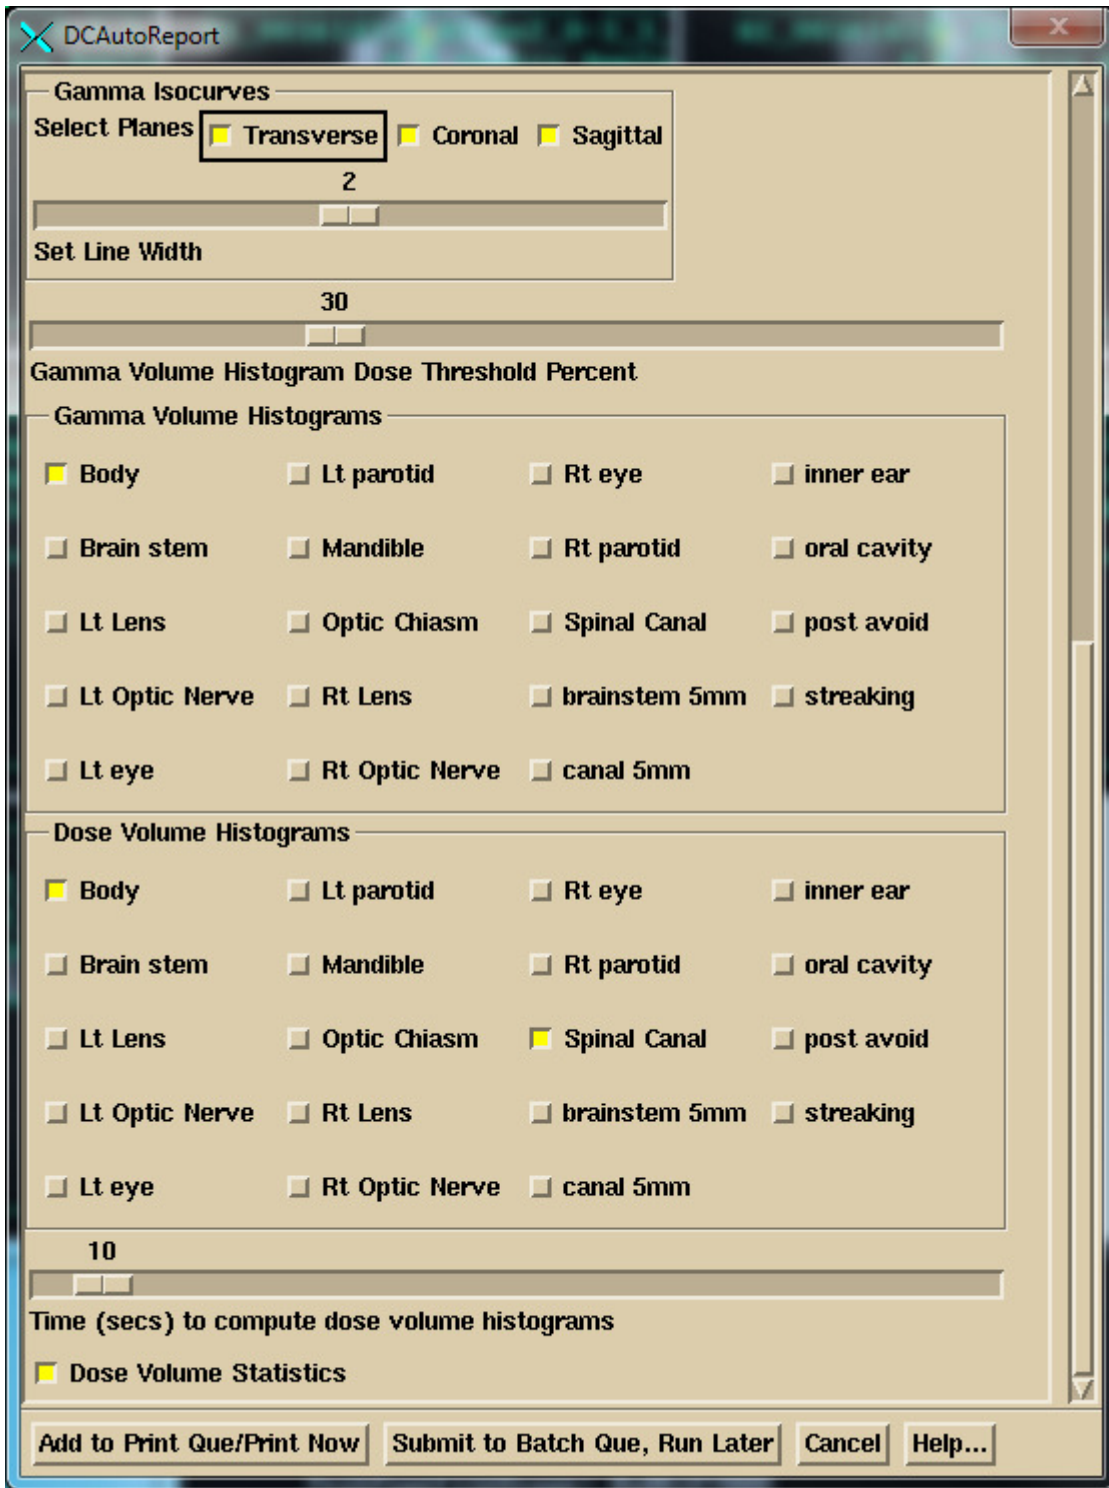 DCAutoReport
Gamma Isocurves
Select Planes Transverse Coronal Sagittal
2
Set Line Width
30
Gamma Volume Histogram Dose Threshold Percent
Gamma Volume Histograms
Body Lt parotid Rt eye inner ear
Brain stem Mandible Rt parotid oral cavity
Lt Lens Optic Chiasm Spinal Canal post avoid
Lt Optic Nerve Rt Lens brainstem 5mm streaking
Lt eye Rt Optic Nerve canal 5mm
Dose Volume Histograms
Body Lt parotid Rt eye inner ear
Brain stem Mandible Rt parotid oral cavity
Lt Lens Optic Chiasm Spinal Canal post avoid
Lt Optic Nerve Rt Lens brainstem 5mm streaking
Lt eye Rt Optic Nerve canal 5mm
10
Time (secs) to compute dose volume histograms
Dose Volume Statistics
Add to Print Que/Print Now Submit to Batch Que, Run Later Cancel Help...